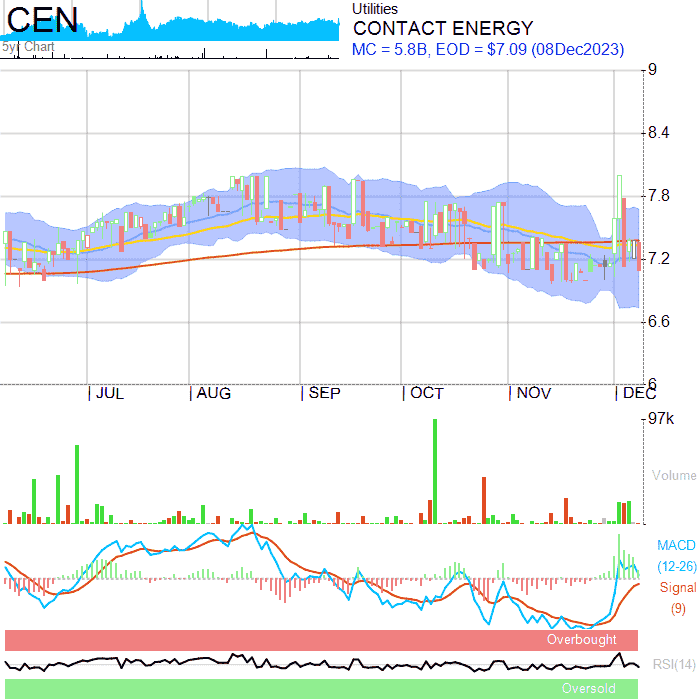 CEN
5yr Chart
Utilities
CONTACT ENERGY
MC = 5.8B, EOD = $7.09 (08Dec2023)
9
8.4
7.8
7.2
6.6
6
JUL AUG SEP OCT NOV DEC
97k
Volume
MACD
(12-26)
Signal
(9)
Overbought
RSI(14)
Oversold